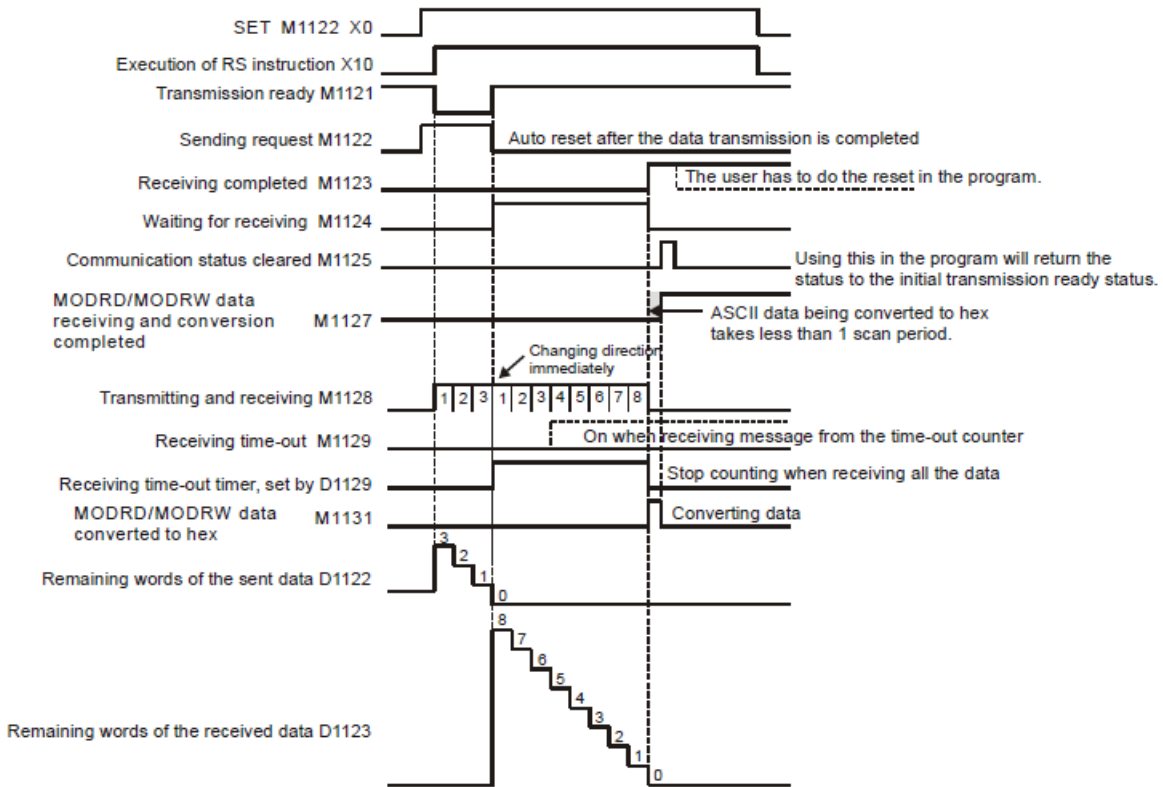 SET M1122 X0
Execution of RS instruction X10
Transmission ready M1121
Sending request M1122
Auto reset after the data transmission is completed
Receiving completed M1123
The user has to do the reset in the program.
Waiting for receiving M1124
Communication status cleared M1125
Using this in the program will return the
status to the initial transmission ready status.
MODRD/MODRW data
receiving and conversion M1127
completed
ASCII data being converted to hex
takes less than 1 scan period.
Changing direction
immediately
Transmitting and receiving M1128
1 2 3 1 2 3 4 5 6 7 8
Receiving time-out M1129
On when receiving message from the time-out counter
Receiving time-out timer, set by D1129
Stop counting when receiving all the data
MODRD/MODRW data M1131
converted to hex
Converting data
3
2
1
0
Remaining words of the sent data D1122
8
7
6
5
4
3
2
1
0
Remaining words of the received data D1123